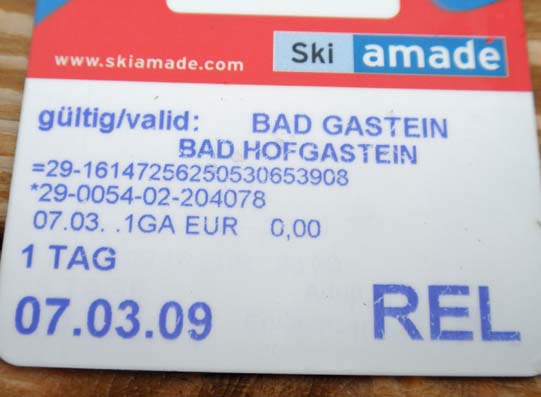 www.skiamade.com Ski amadé
gültig/valid: BAD GASTEIN
BAD HOFGASTEIN
=29-16147256250530653908
*29-0054-02-204078
07.03. .1GA EUR 0,00
1 TAG
07.03.09 REL